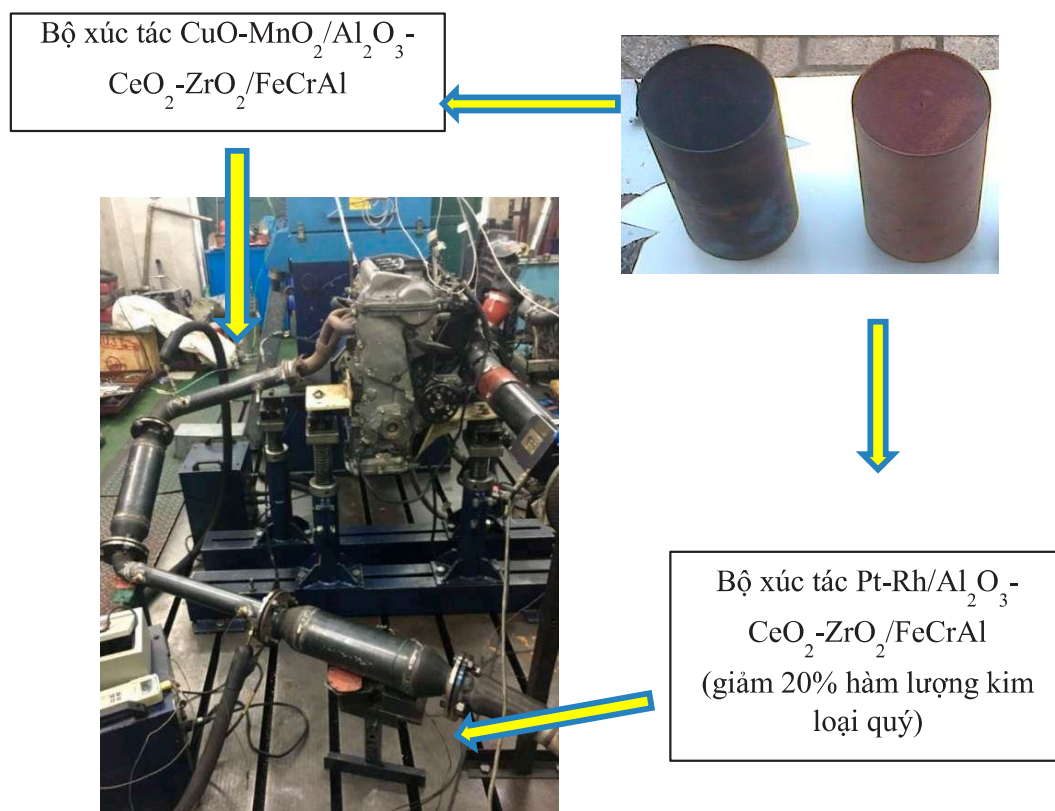 Bộ xúc tác CuO-MnO₂/Al₂O₃-
CeO₂-ZrO₂/FeCrAl
Bộ xúc tác Pt-Rh/Al₂O₃-
CeO₂-ZrO₂/FeCrAl
(giảm 20% hàm lượng kim
loại quý)